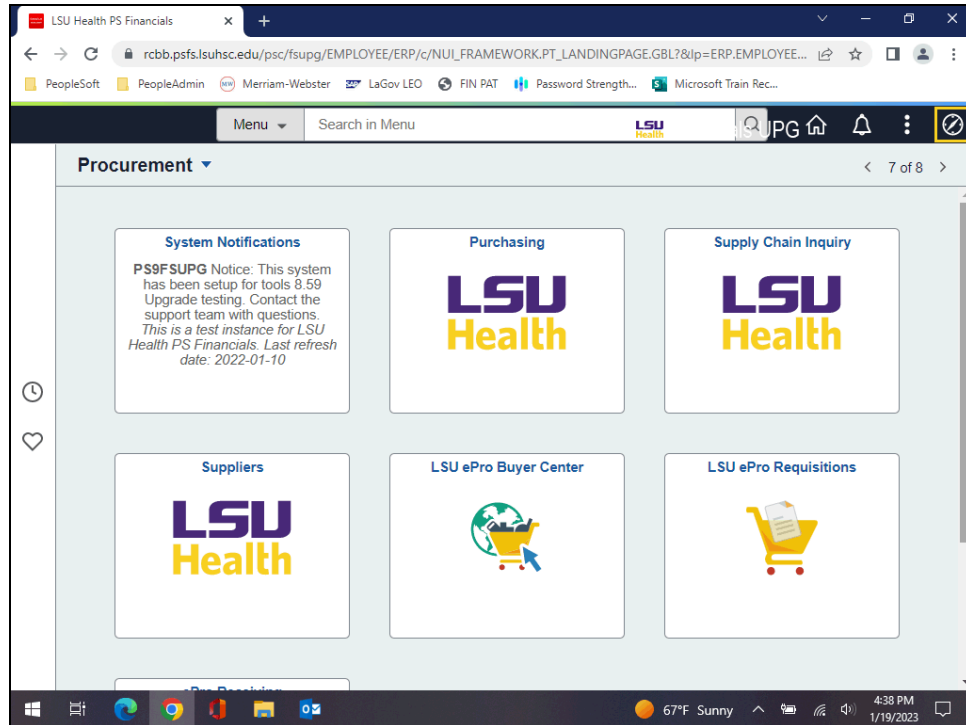 LSU Health PS Financials
rcbb.psfs.lsuhsc.edu/psc/fsupg/EMPLOYEE/ERP/c/NUI_FRAMEWORK.PT_LANDINGPAGE.GBL?&lp=ERP.EMPLOYEE...
PeopleSoft PeopleAdmin MW Merriam-Webster SAP LaGov LEO FIN PAT Password Strength... Microsoft Train Rec...
Menu Search in Menu LSU Health UPG
Procurement 7 of 8
System Notifications
PS9FSUPG Notice: This system
has been setup for tools 8.59
Upgrade testing. Contact the
support team with questions.
This is a test instance for LSU
Health PS Financials. Last refresh
date: 2022-01-10
Purchasing
LSU
Health
Supply Chain Inquiry
LSU
Health
Suppliers
LSU
Health
LSU ePro Buyer Center
LSU ePro Requisitions
67°F Sunny
4:38 PM
1/19/2023